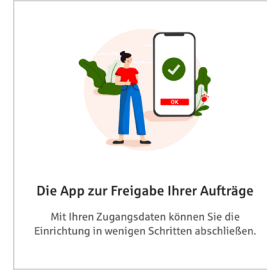 OK
Die App zur Freigabe Ihrer Aufträge
Mit Ihren Zugangsdaten können Sie die
Einrichtung in wenigen Schritten abschließen.